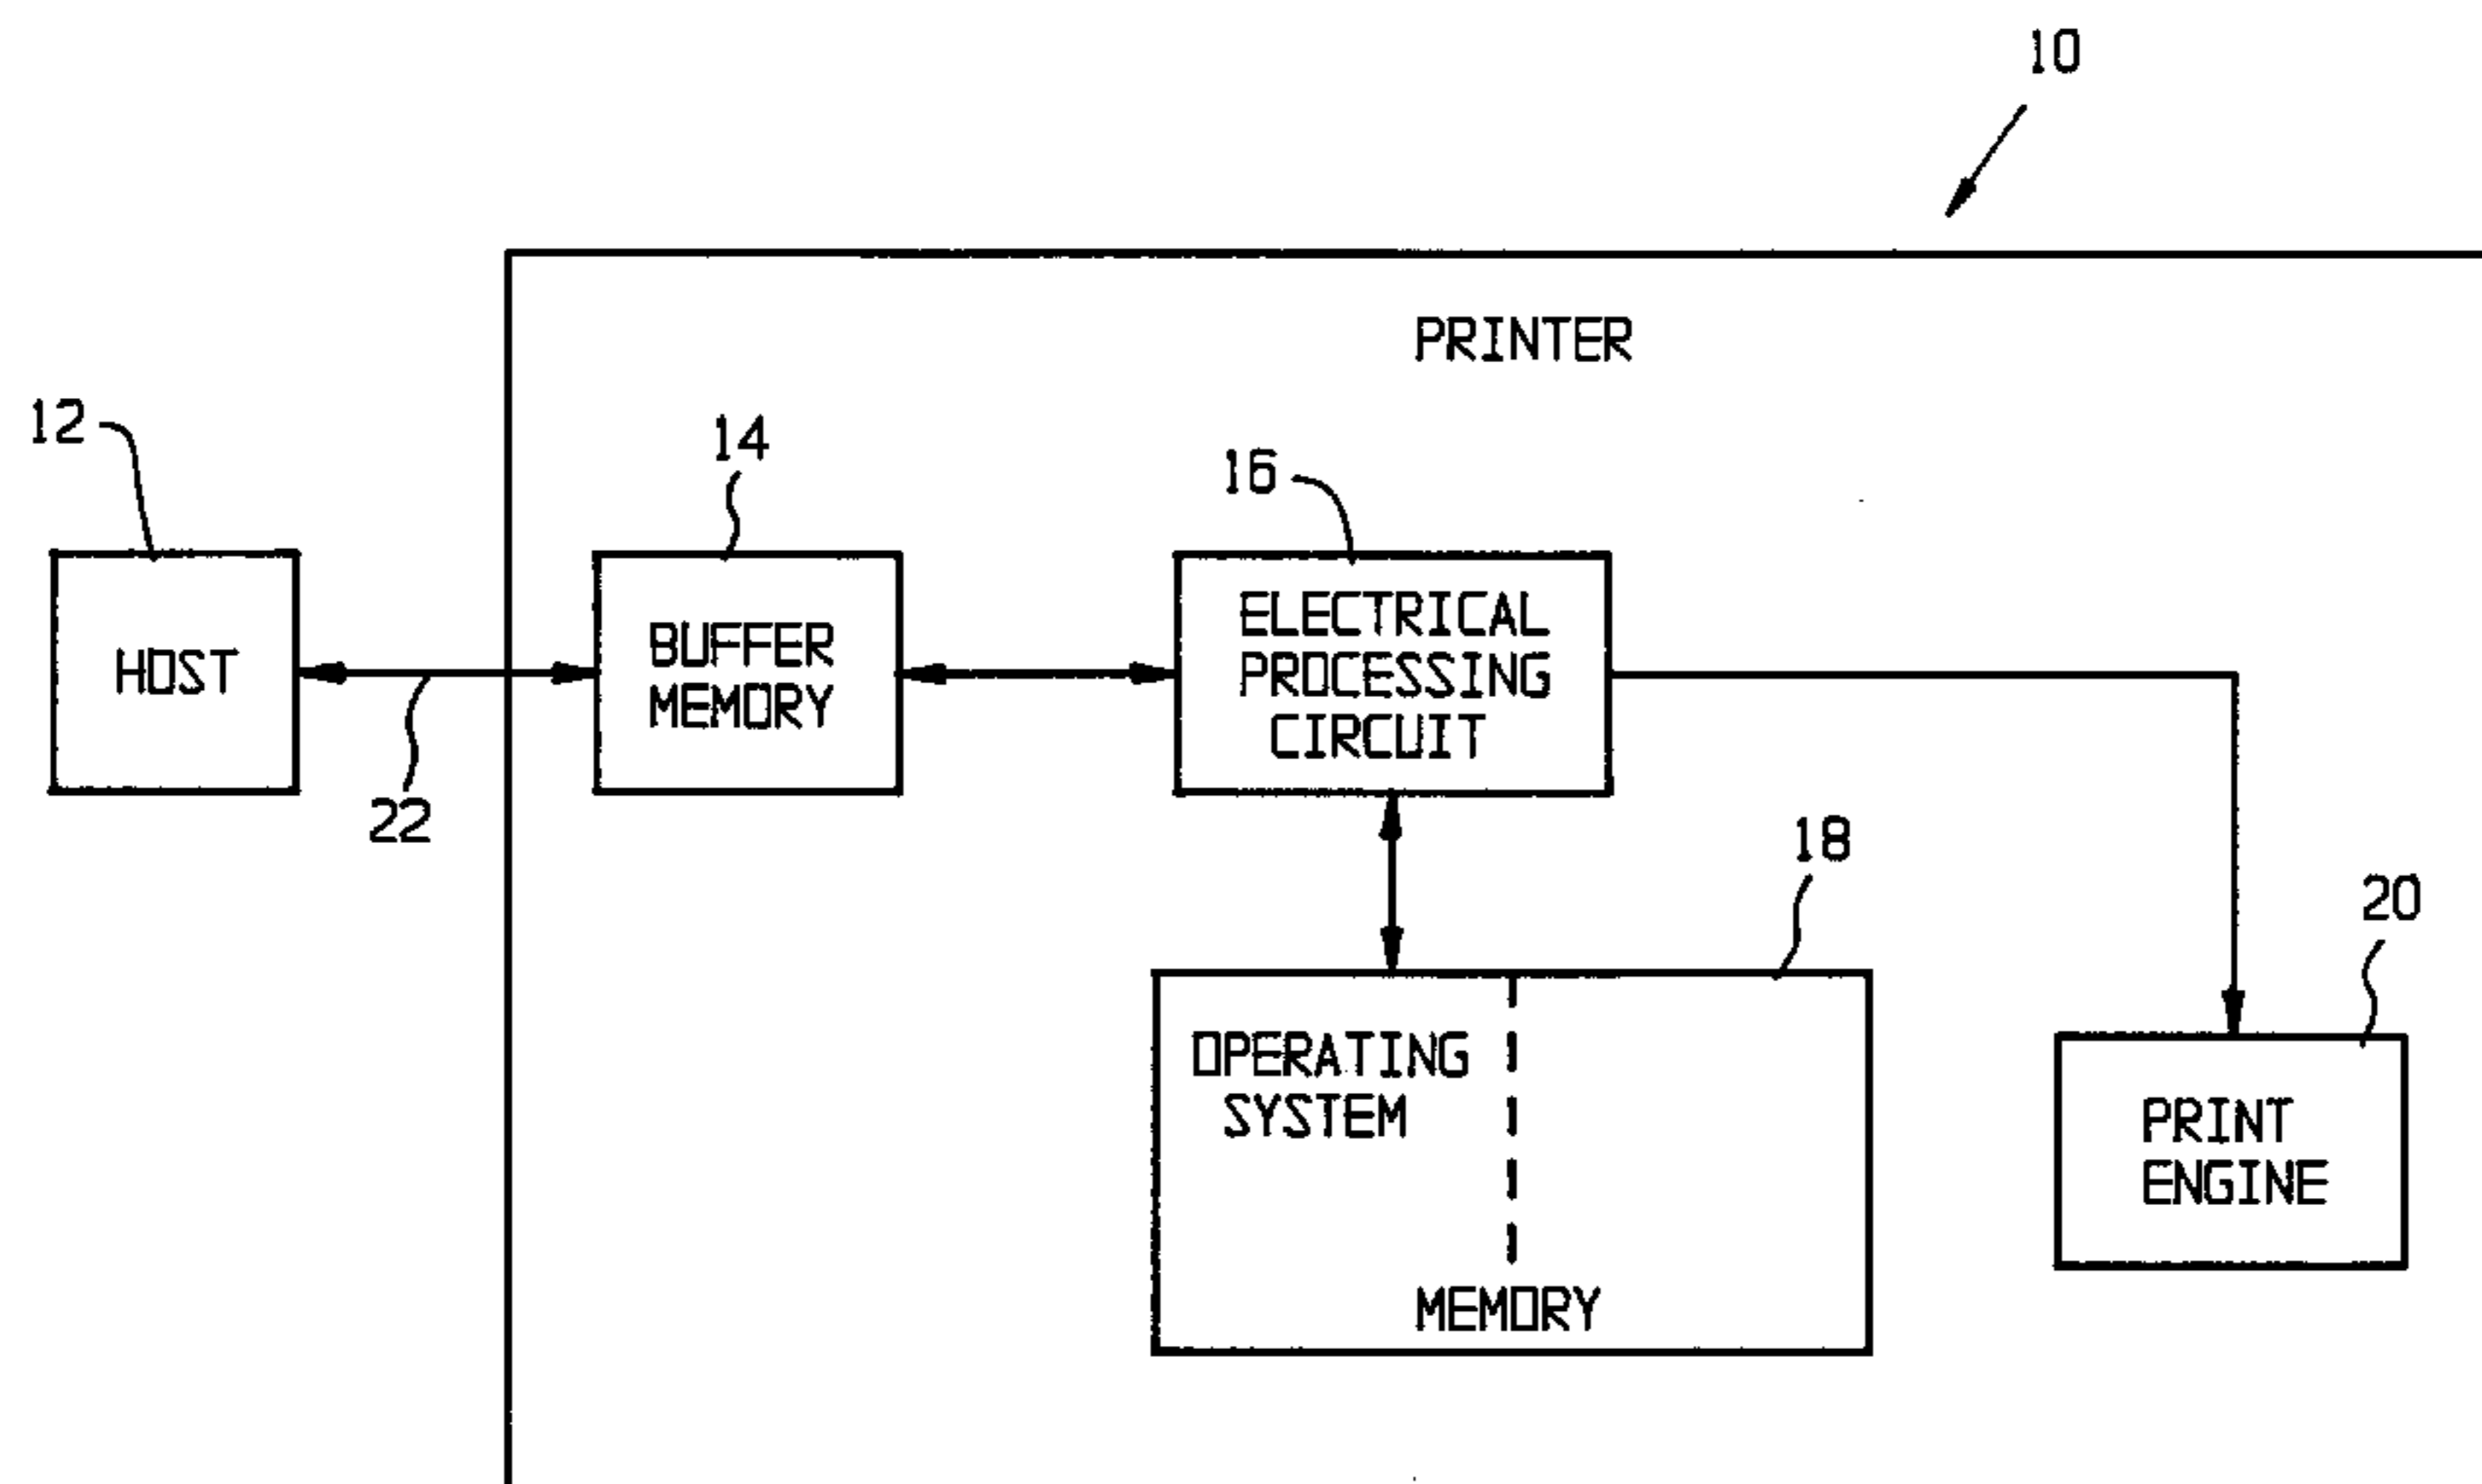 10
PRINTER
12
14
16
HOST
BUFFER
MEMORY
ELECTRICAL
PROCESSING
CIRCUIT
22
18
20
OPERATING
SYSTEM
MEMORY
PRINT
ENGINE